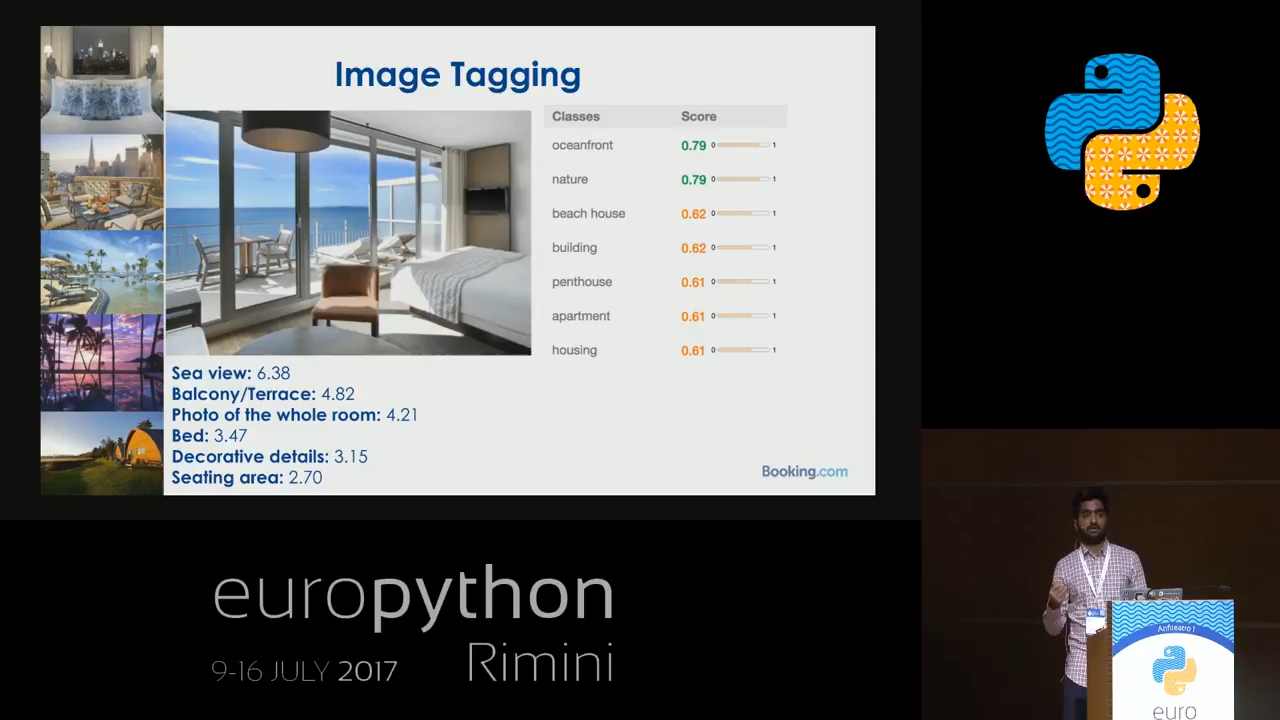 Image Tagging
Classes Score
oceanfront 0.79 0 1
nature 0.79 0 1
beach house 0.62 0 1
building 0.62 0 1
penthouse 0.61 0 1
apartment 0.61 0 1
housing 0.61 0 1
Sea view: 6.38
Balcony/Terrace: 4.82
Photo of the whole room: 4.21
Bed: 3.47
Decorative details: 3.15
Seating area: 2.70
Booking.com
europython
Rimini
9-16 JULY 2017
Anfiteatro 1
euro